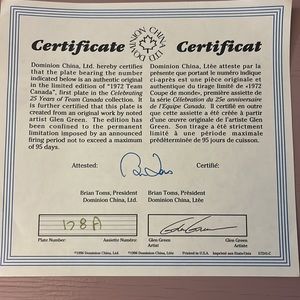 DOMINION CHINA LTD
Certificate
Certificat
Dominion China, Ltd. hereby certifies
that the plate bearing the number
indicated below is an authentic original
in the limited edition of "1972 Team
Canada", first plate in the Celebrating
25 Years of Team Canada collection. It
is further certified that this plate is
created from an original work by noted
artist Glen Green. The edition has
been confined to the permanent
limitation imposed by an announced
firing period not to exceed a maximum
of 95 days.
Dominion China, Ltée atteste par la
présente que portant le numéro indiqué
ci-après est une pièce originale et
authentique du tirage limité de «1972
Coupe du monde», première assiette de
la série Célébration du 25e anniversaire
de l'Équipe Canada. Il certifie en outre
que cette assiette a été créée à partir
d'une œuvre originale de l'artiste Glen
Green. Son tirage a été strictement
limité à une période maximale
prédéterminée de 95 jours de cuisson.
Attested:
Certifié:
Brian Toms, Président
Dominion China, Ltd.
Brian Toms, President
Dominion China, Ltée
128A
Plate Number:
Assiette Numéro:
Glen Green
Artist
Glen Green
Artiste
©1996 Dominion China, Ltd.
©1996 Dominion China, Ltée
Printed in U.S.A.
Imprimé aux États-Unis